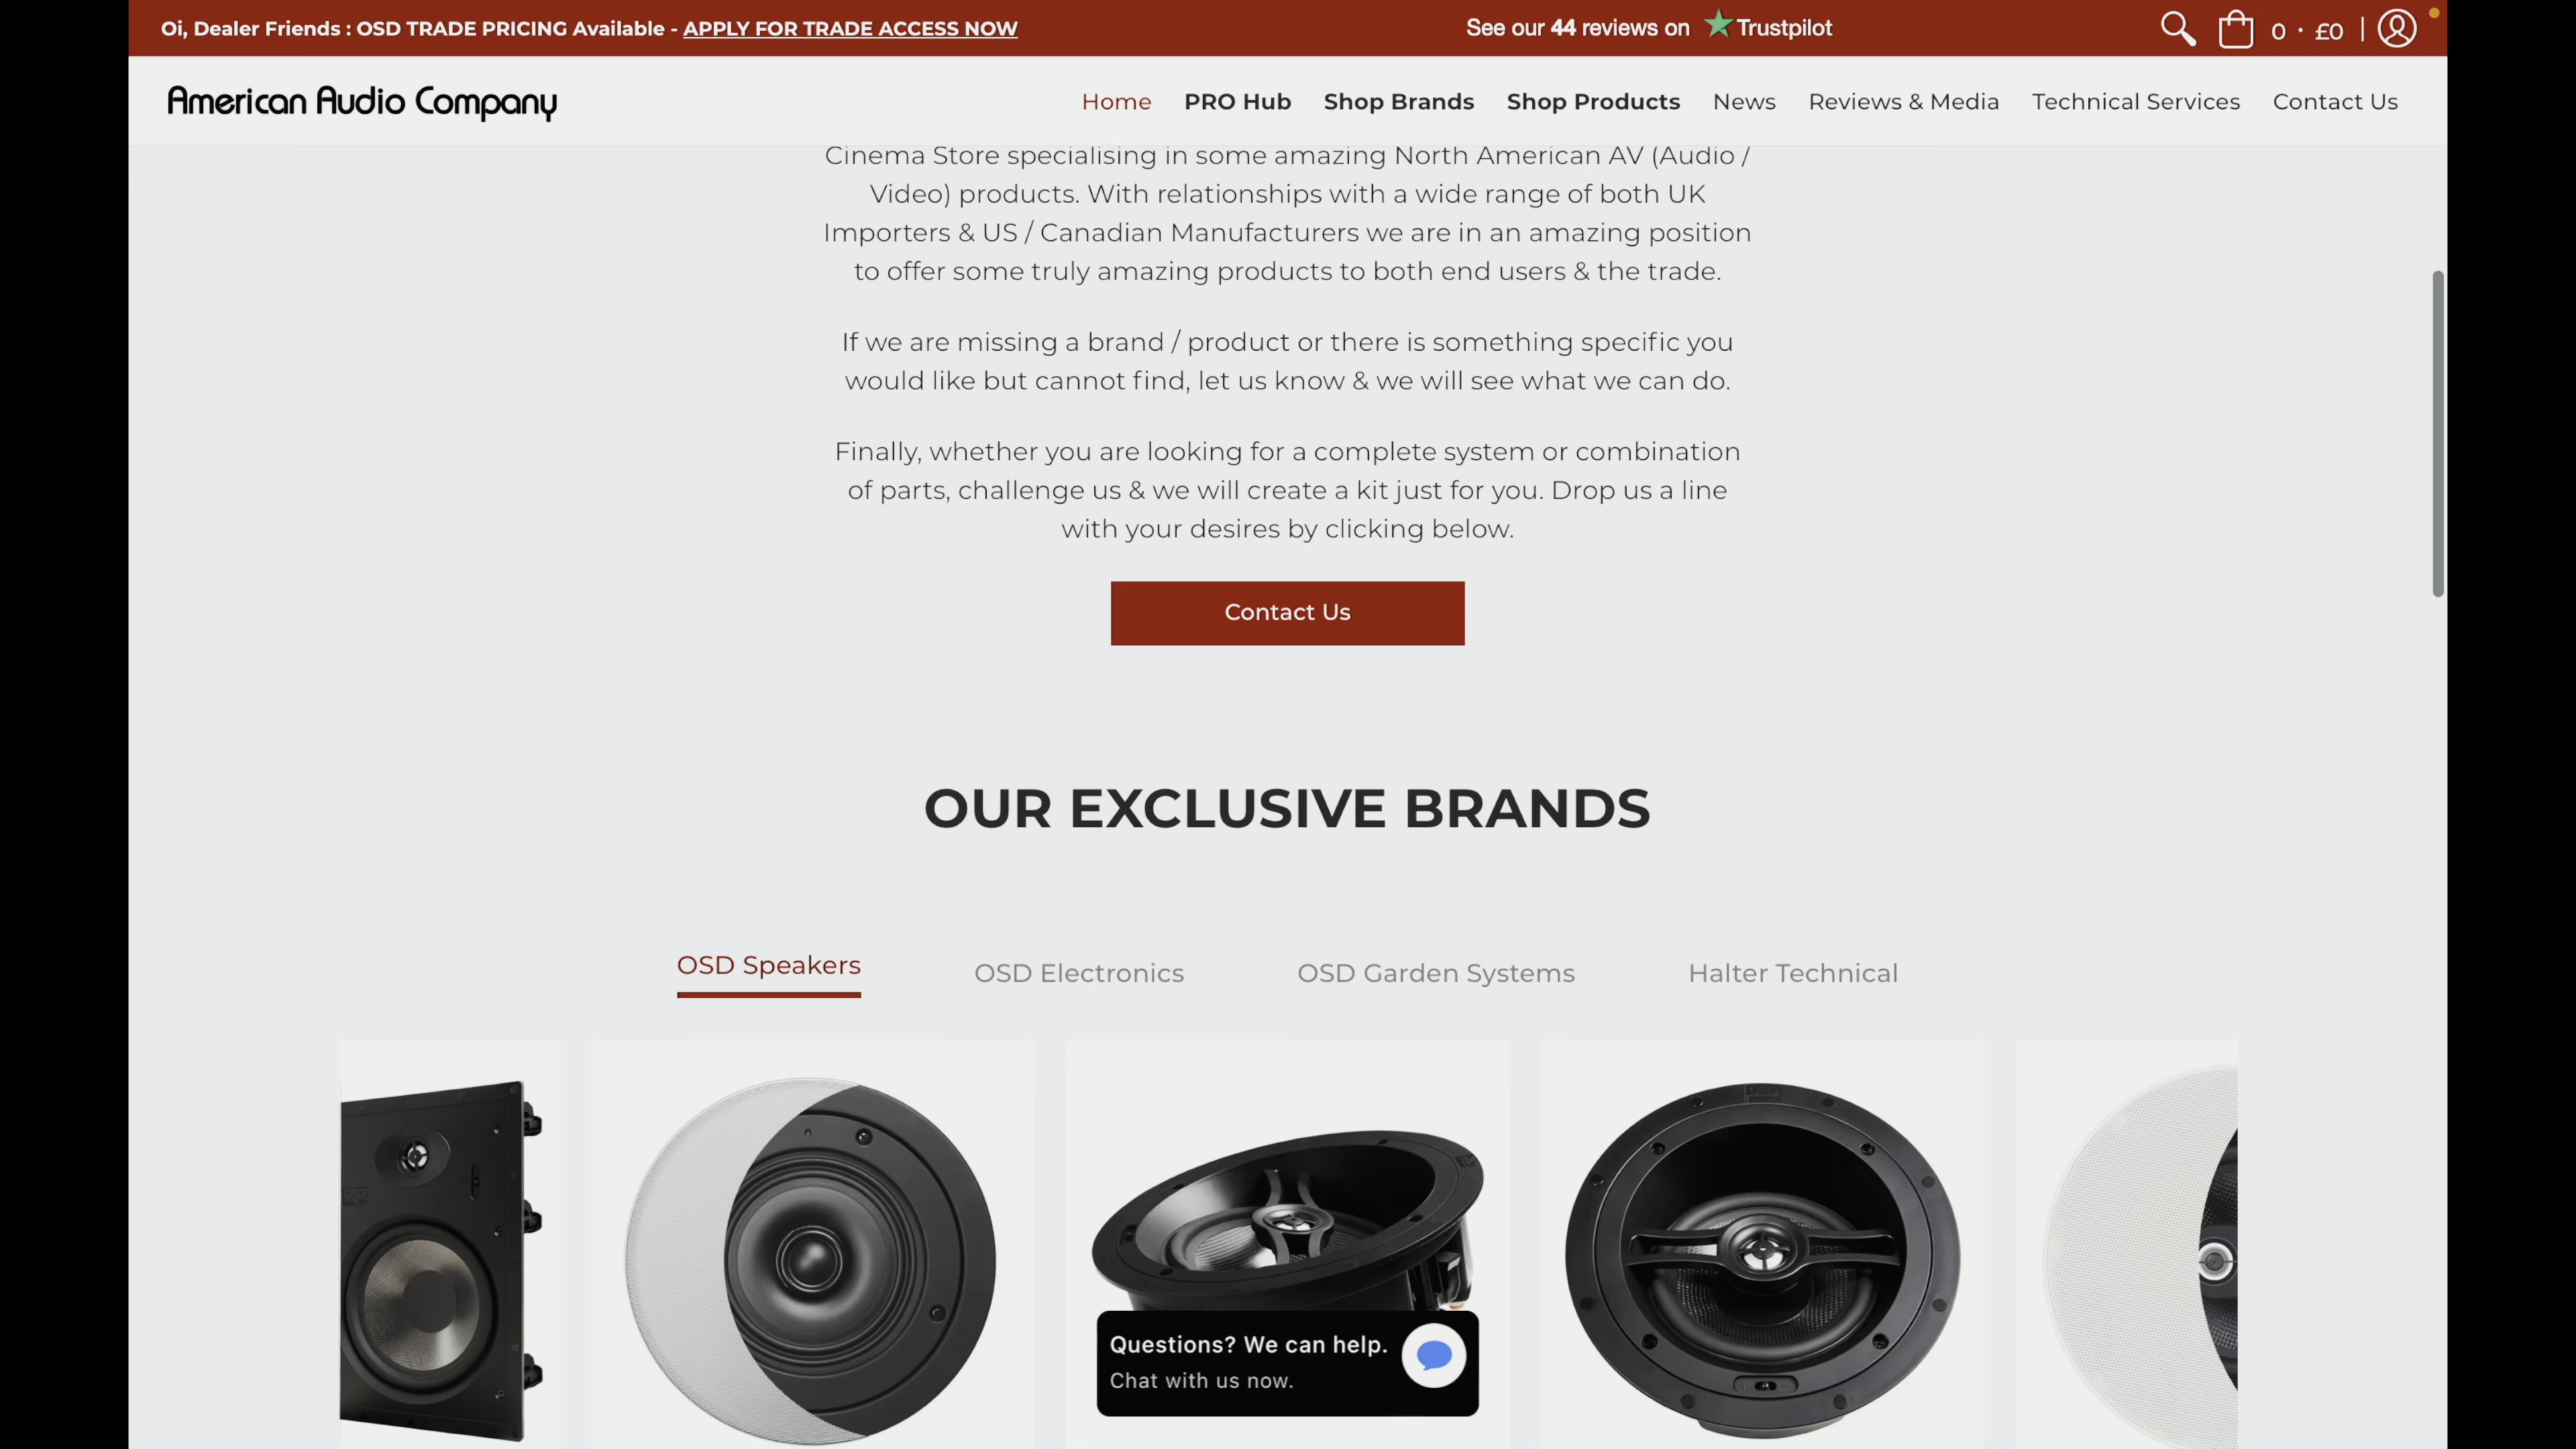 Oi, Dealer Friends : OSD TRADE PRICING Available - APPLY FOR TRADE ACCESS NOW
See our 44 reviews on Trustpilot
0 · £0 |
American Audio Company
Home PRO Hub Shop Brands Shop Products News Reviews & Media Technical Services Contact Us
Cinema Store specialising in some amazing North American AV (Audio /
Video) products. With relationships with a wide range of both UK
Importers & US / Canadian Manufacturers we are in an amazing position
to offer some truly amazing products to both end users & the trade.
If we are missing a brand / product or there is something specific you
would like but cannot find, let us know & we will see what we can do.
Finally, whether you are looking for a complete system or combination
of parts, challenge us & we will create a kit just for you. Drop us a line
with your desires by clicking below.
Contact Us
OUR EXCLUSIVE BRANDS
OSD Speakers OSD Electronics OSD Garden Systems Halter Technical
Questions? We can help.
Chat with us now.